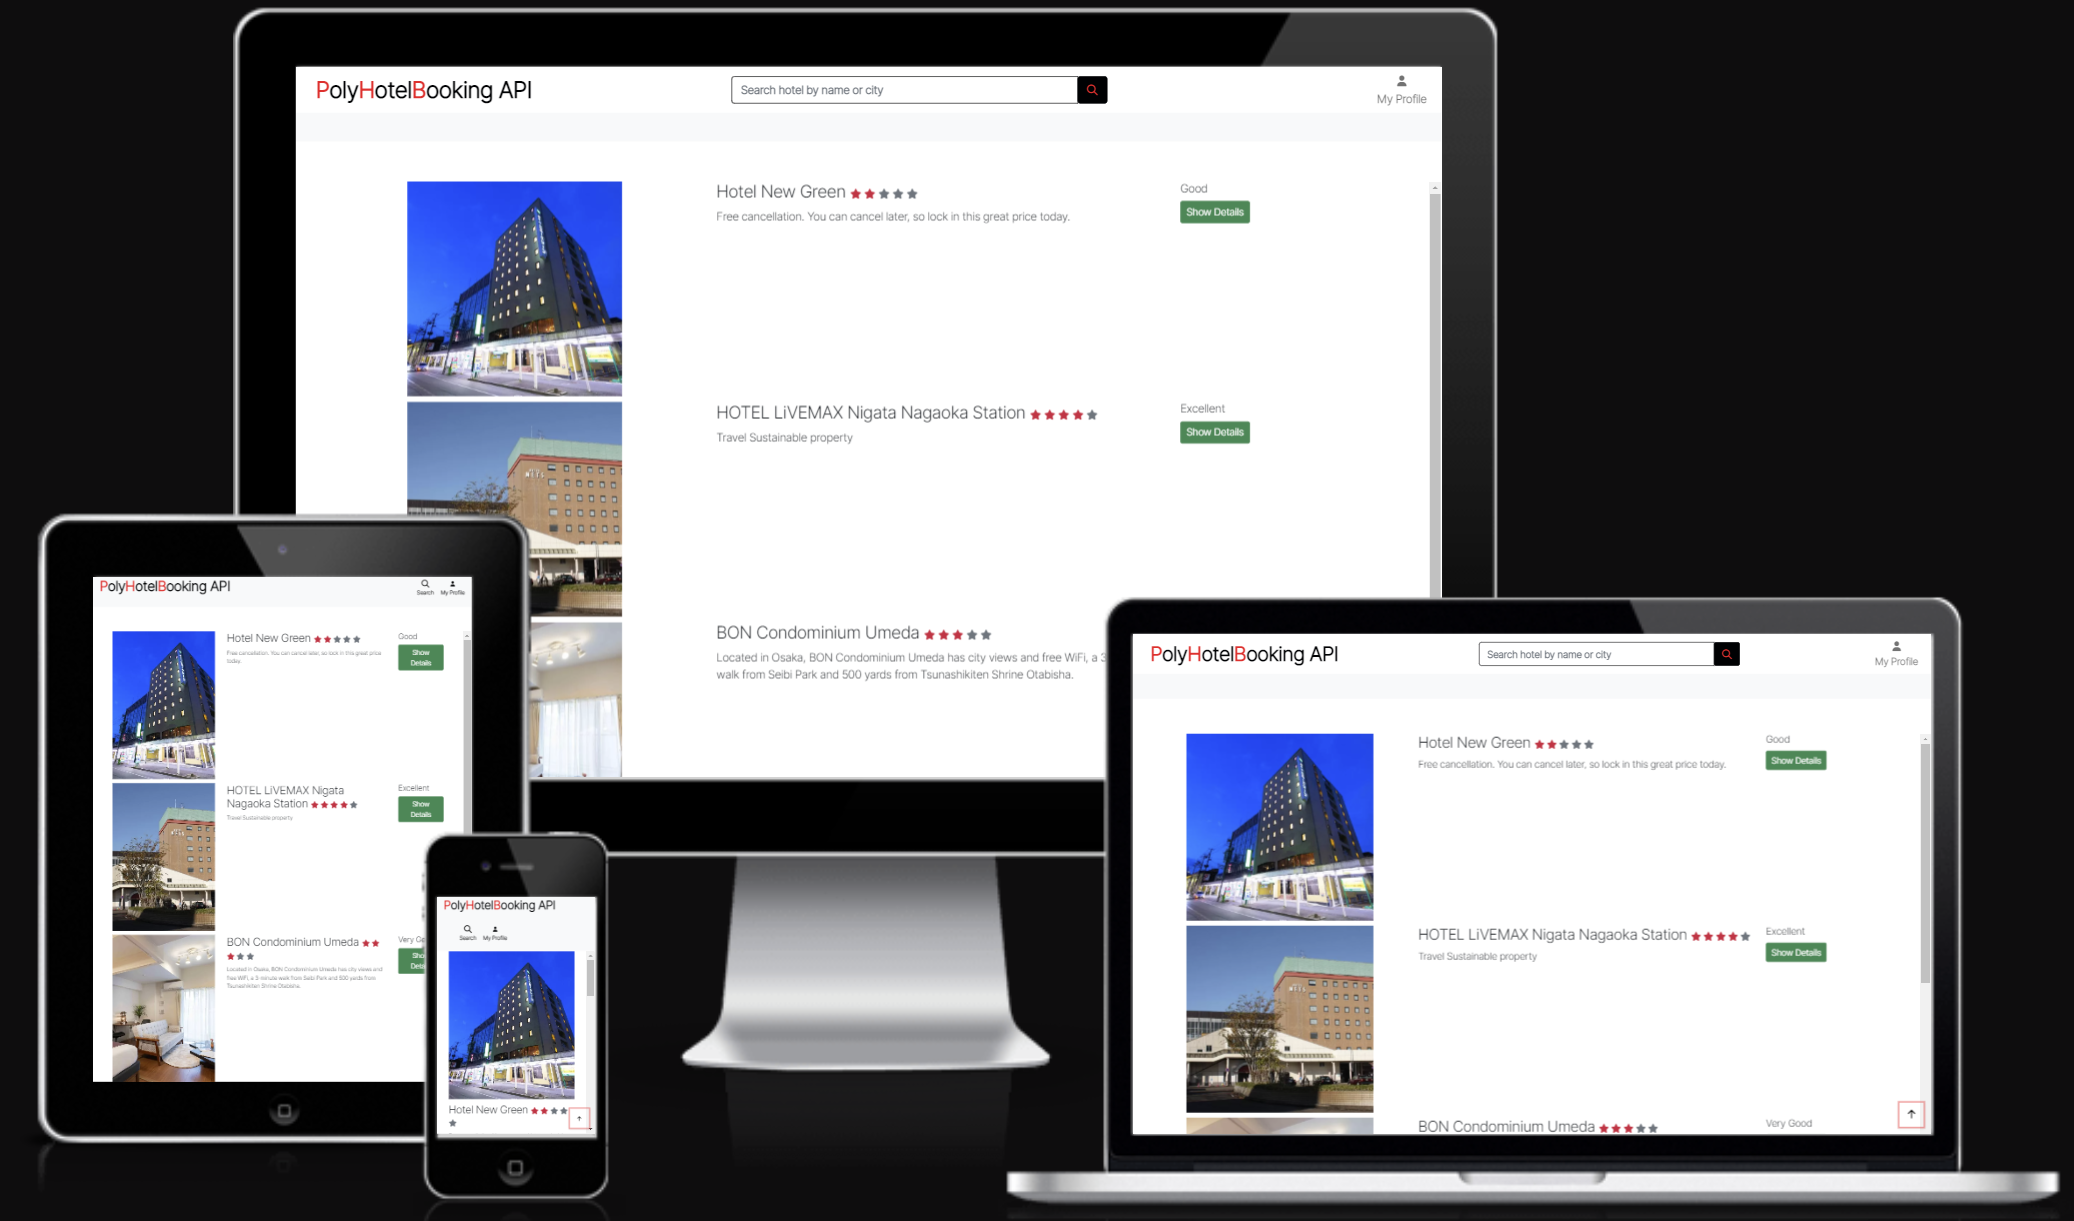 PolyHotelBooking API
Search hotel by name or city
My Profile
Hotel New Green
Free cancellation. You can cancel later, so lock in this great price today.
Good
Show Details
HOTEL LiVEMAX Nigata Nagaoka Station
Travel Sustainable property
Excellent
Show Details
BON Condominium Umeda
Located in Osaka, BON Condominium Umeda has city views and free WiFi, a 3
walk from Seibi Park and 500 yards from Tsunashikiten Shrine Otabisha.
PolyHotelBooking API
Search
My Profile
Hotel New Green
Free cancellation. You can cancel later, so lock in this great price
today.
Good
Show
Details
HOTEL LiVEMAX Nigata
Nagaoka Station
Travel Sustainable property
Excellent
Show
Details
BON Condominium Umeda
Located in Osaka, BON Condominium Umeda has city views and
free WiFi, a 3-minute walk from Seibi Park and 500 yards from
Tsunashikiten Shrine Otabisha.
Very
PolyHotelBooking API
Search
My Profile
Hotel New Green
PolyHotelBooking API
Search hotel by name or city
My Profile
Hotel New Green
Free cancellation. You can cancel later, so lock in this great price today.
Good
Show Details
HOTEL LiVEMAX Nigata Nagaoka Station
Travel Sustainable property
Excellent
Show Details
BON Condominium Umeda
Very Good